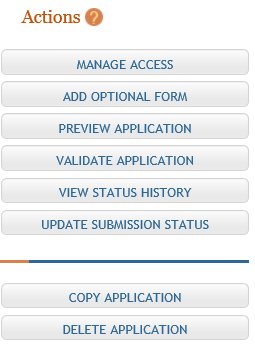 Actions ?
MANAGE ACCESS
ADD OPTIONAL FORM
PREVIEW APPLICATION
VALIDATE APPLICATION
VIEW STATUS HISTORY
UPDATE SUBMISSION STATUS
COPY APPLICATION
DELETE APPLICATION